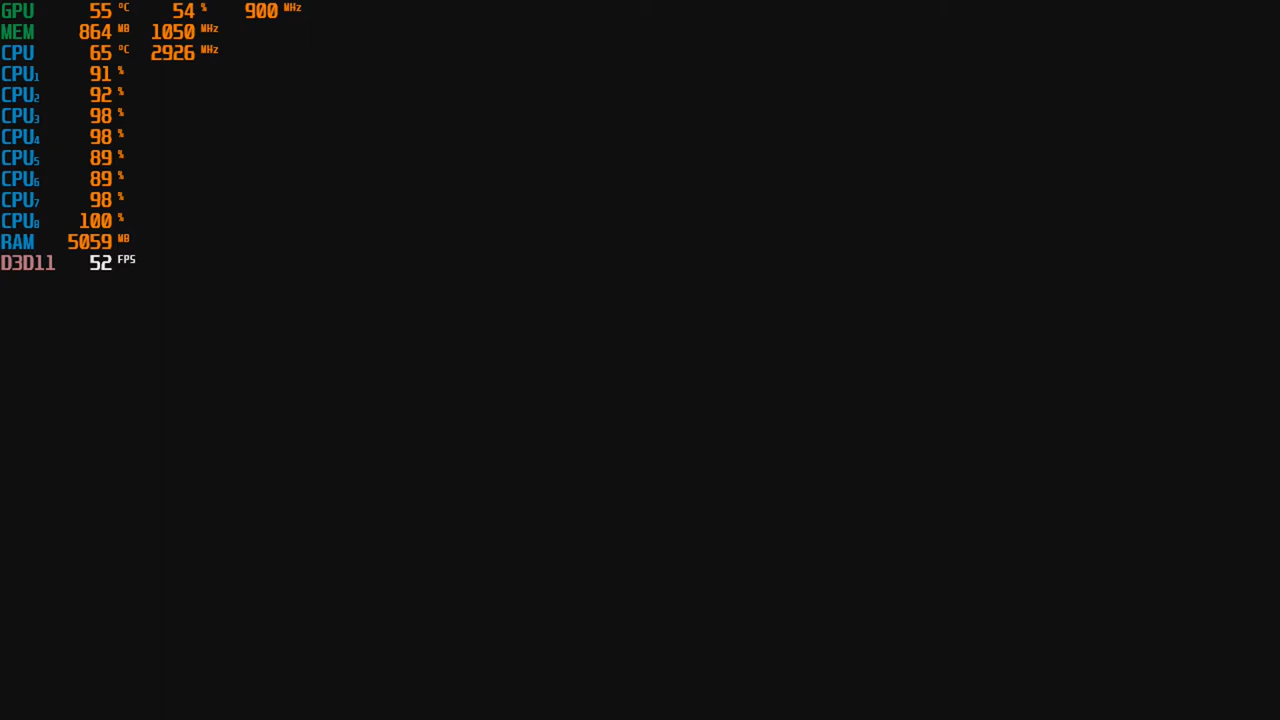 GPU 55 °C 54 % 900 MHz
MEM 864 MB 1050 MHz
CPU 65 °C 2926 MHz
CPU1 91 %
CPU2 92 %
CPU3 98 %
CPU4 98 %
CPU5 89 %
CPU6 89 %
CPU7 98 %
CPU8 100 %
RAM 5059 MB
D3D11 52 FPS